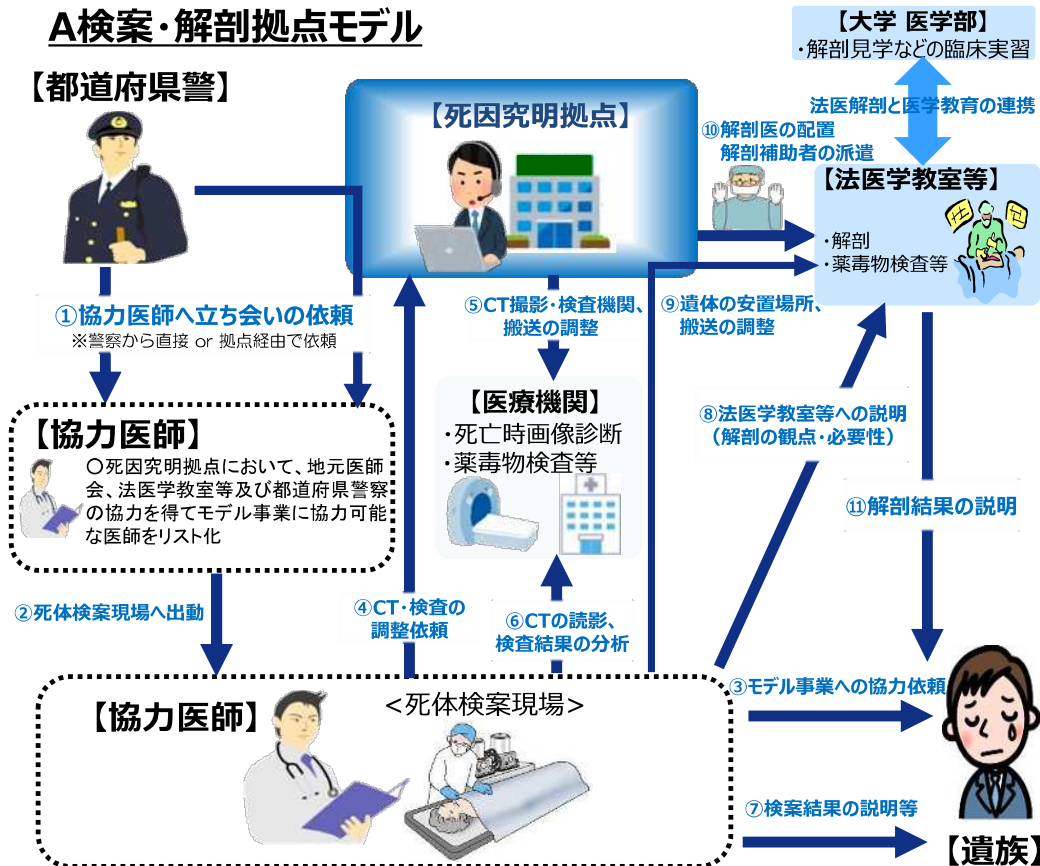 A検案・解剖拠点モデル
【大学 医学部】
・解剖見学などの臨床実習
【都道府県警】
【死因究明拠点】
法医解剖と医学教育の連携
⑩解剖医の配置
解剖補助者の派遣
【法医学教室等】
・解剖
・薬毒物検査等
①協力医師へ立ち会いの依頼
※警察から直接 or 拠点経由で依頼
⑤CT撮影・検査機関、
搬送の調整
⑨遺体の安置場所、
搬送の調整
【医療機関】
・死亡時画像診断
・薬毒物検査等
⑧法医学教室等への説明
（解剖の観点・必要性）
【協力医師】
〇死因究明拠点において、地元医師
会、法医学教室等及び都道府県警察
の協力を得てモデル事業に協力可能
な医師をリスト化
⑪解剖結果の説明
②死体検案現場へ出動
④CT・検査の
調整依頼
⑥CTの読影、
検査結果の分析
③モデル事業への協力依頼
【協力医師】
<死体検案現場>
⑦検案結果の説明等
【遺族】